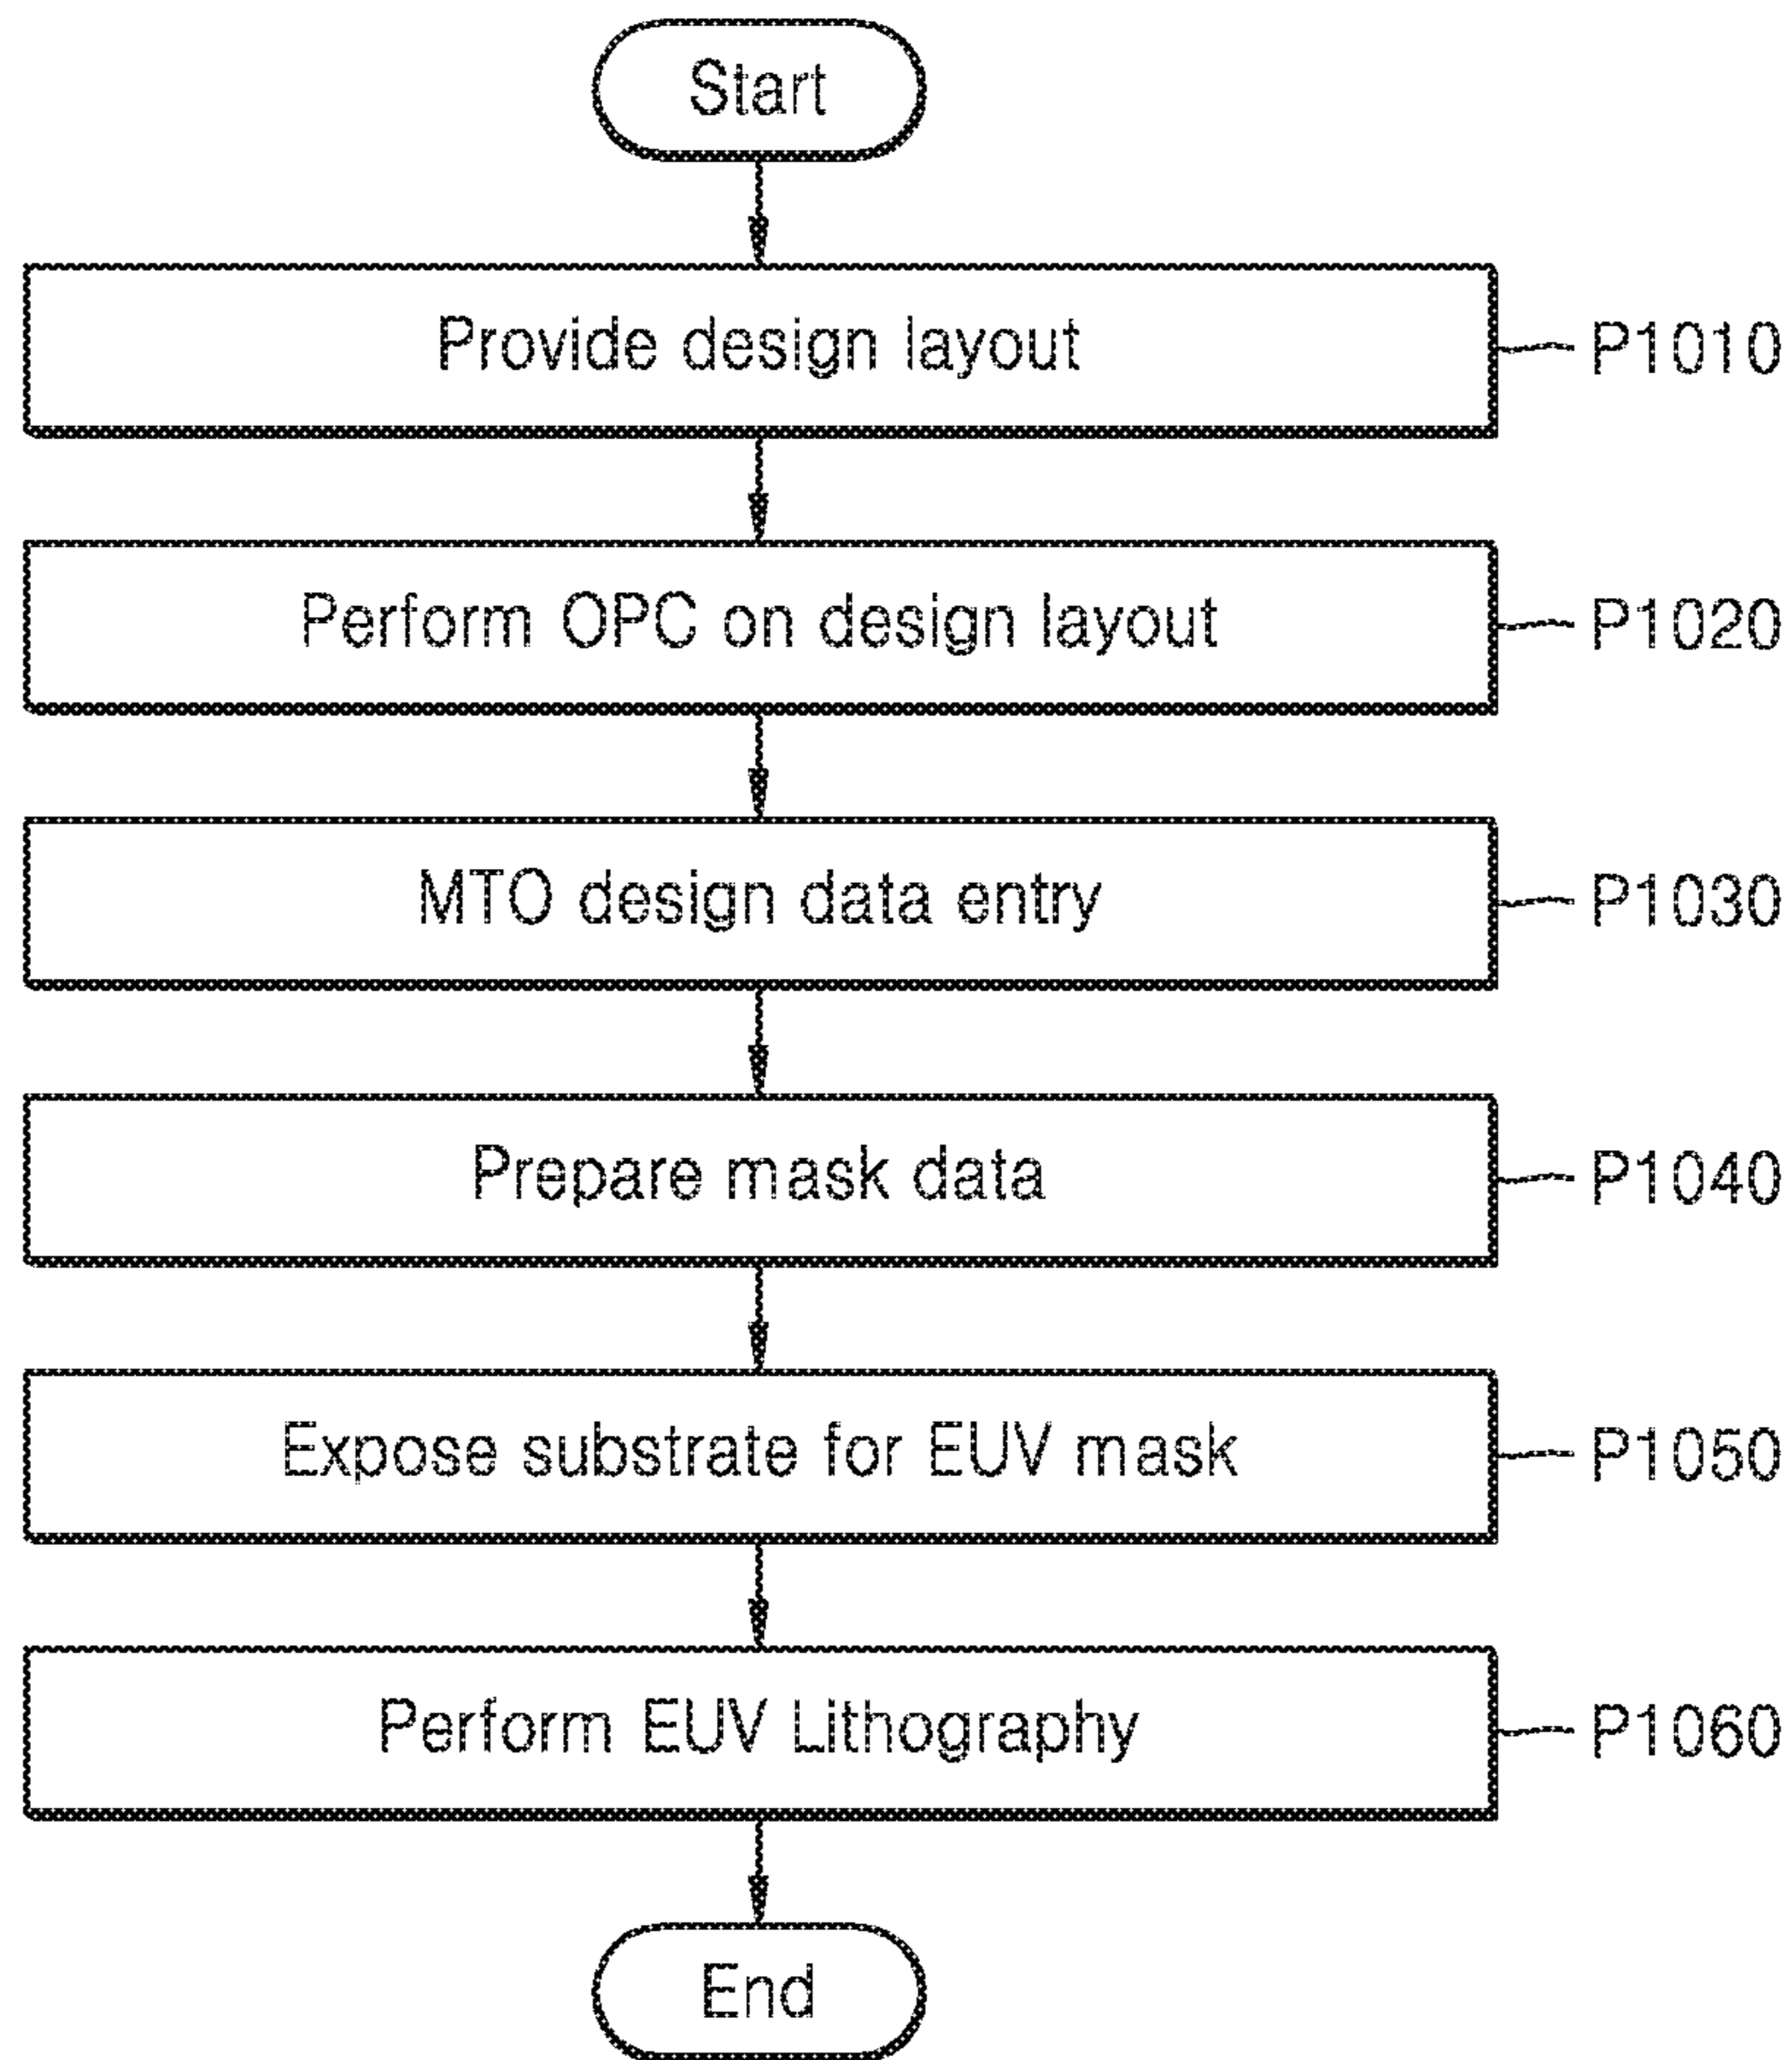 Start
Provide design layout
P1010
Perform OPC on design layout
P1020
MTO design data entry
P1030
Prepare mask data
P1040
Expose substrate for EUV mask
P1050
Perform EUV Lithography
P1060
End